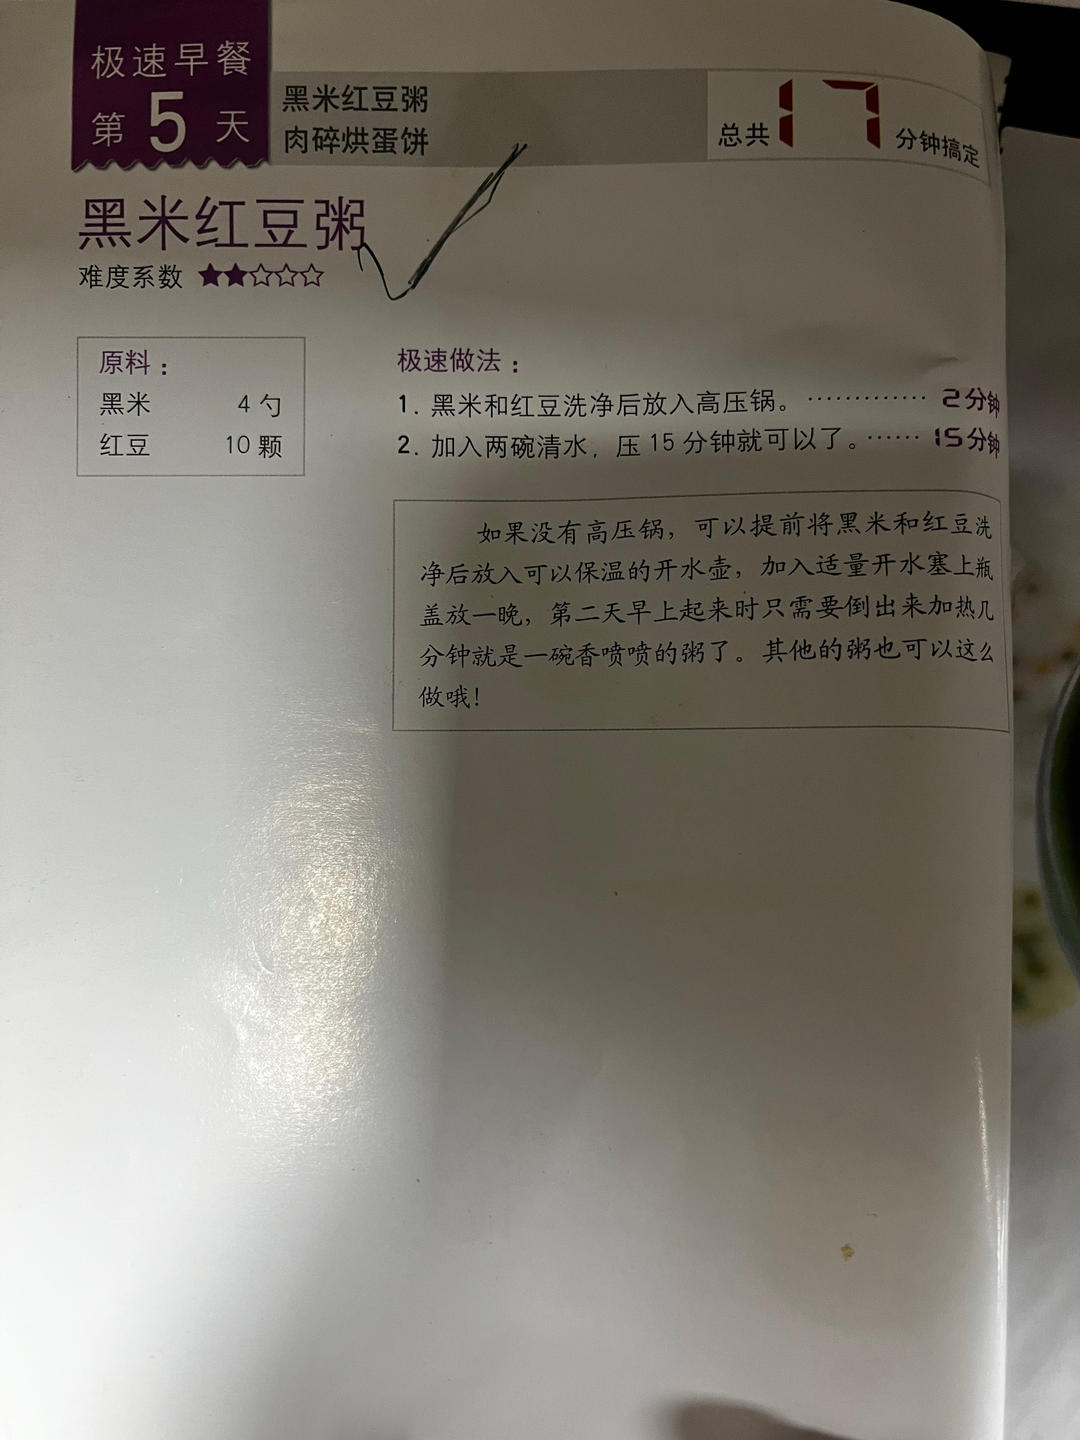 极速早餐
第5天
黑米红豆粥
肉碎烘蛋饼
总共17分钟搞定
黑米红豆粥
难度系数 ★★☆☆☆
原料：
黑米 4勺
红豆 10颗
极速做法：
1. 黑米和红豆洗净后放入高压锅。 ············· 2分钟
2. 加入两碗清水，压15分钟就可以了。 ······ 15分钟
如果没有高压锅，可以提前将黑米和红豆洗
净后放入可以保温的开水壶，加入适量开水塞上瓶
盖放一晚，第二天早上起来时只需要倒出来加热几
分钟就是一碗香喷喷的粥了。其他的粥也可以这么
做哦！